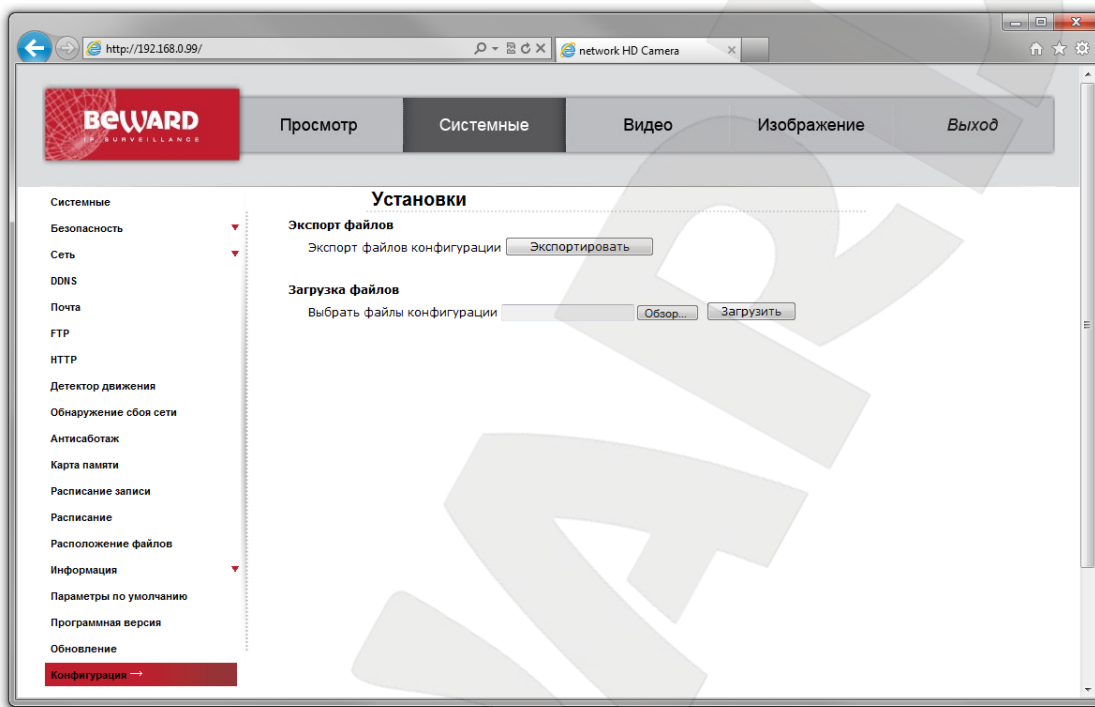 http://192.168.0.99/
network HD Camera
BEWARD
IP SURVEILLANCE
Просмотр
Системные
Видео
Изображение
Выход
Системные
Безопасность
Сеть
DDNS
Почта
FTP
HTTP
Детектор движения
Обнаружение сбоя сети
Антисаботаж
Карта памяти
Расписание записи
Расписание
Расположение файлов
Информация
Параметры по умолчанию
Программная версия
Обновление
Конфигурация →
Установки
Экспорт файлов
Экспорт файлов конфигурации Экспортировать
Загрузка файлов
Выбрать файлы конфигурации Обзор... Загрузить